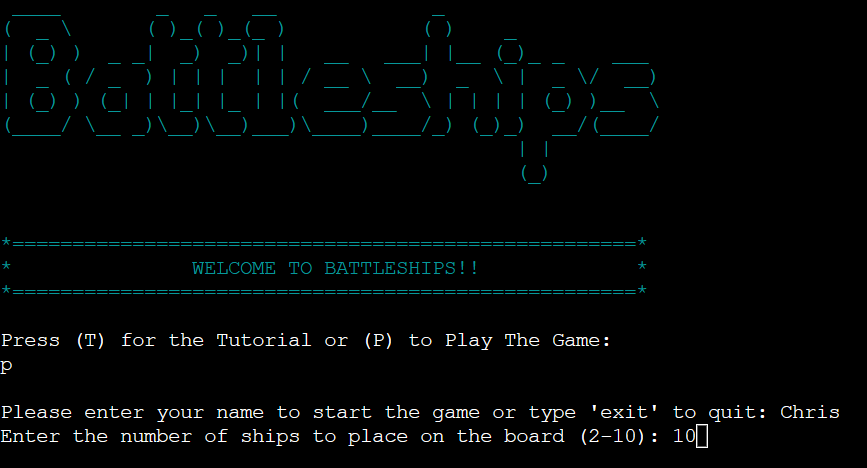 Battleships
*====================================================*
* WELCOME TO BATTLESHIPS!! *
*====================================================*
Press (T) for the Tutorial or (P) to Play The Game:
p
Please enter your name to start the game or type 'exit' to quit: Chris
Enter the number of ships to place on the board (2-10): 10